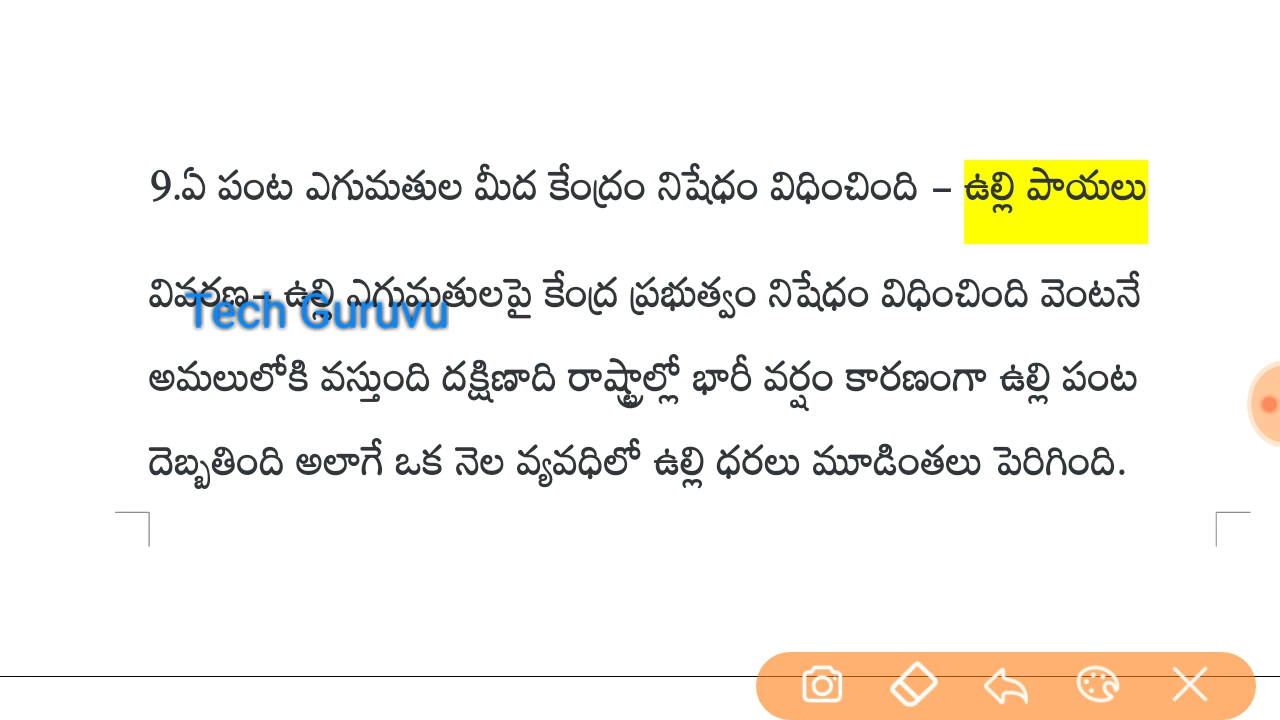 9.ఏ పంట ఎగుమతుల మీద కేంద్రం నిషేధం విధించింది – ఉల్లి పాయలు
వివరణ– ఉల్లి ఎగుమతులపై కేంద్ర ప్రభుత్వం నిషేధం విధించింది వెంటనే
Tech Guruvu
అమలులోకి వస్తుంది దక్షిణాది రాష్ట్రాల్లో భారీ వర్షం కారణంగా ఉల్లి పంట
దెబ్బతింది అలాగే ఒక నెల వ్యవధిలో ఉల్లి ధరలు మూడింతలు పెరిగింది.